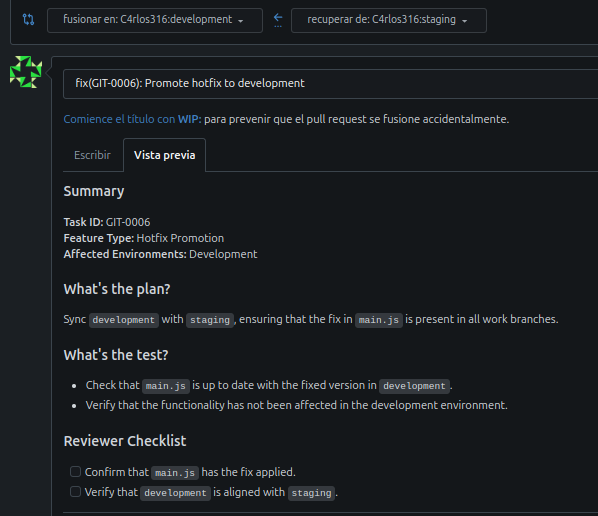 fusionar en: C4rlos316:development
recuperar de: C4rlos316:staging
fix(GIT-0006): Promote hotfix to development
Comience el título con WIP: para prevenir que el pull request se fusione accidentalmente.
Escribir
Vista previa
Summary
Task ID: GIT-0006
Feature Type: Hotfix Promotion
Affected Environments: Development
What's the plan?
Sync development with staging, ensuring that the fix in main.js is present in all work branches.
What's the test?
Check that main.js is up to date with the fixed version in development.
Verify that the functionality has not been affected in the development environment.
Reviewer Checklist
Confirm that main.js has the fix applied.
Verify that development is aligned with staging.